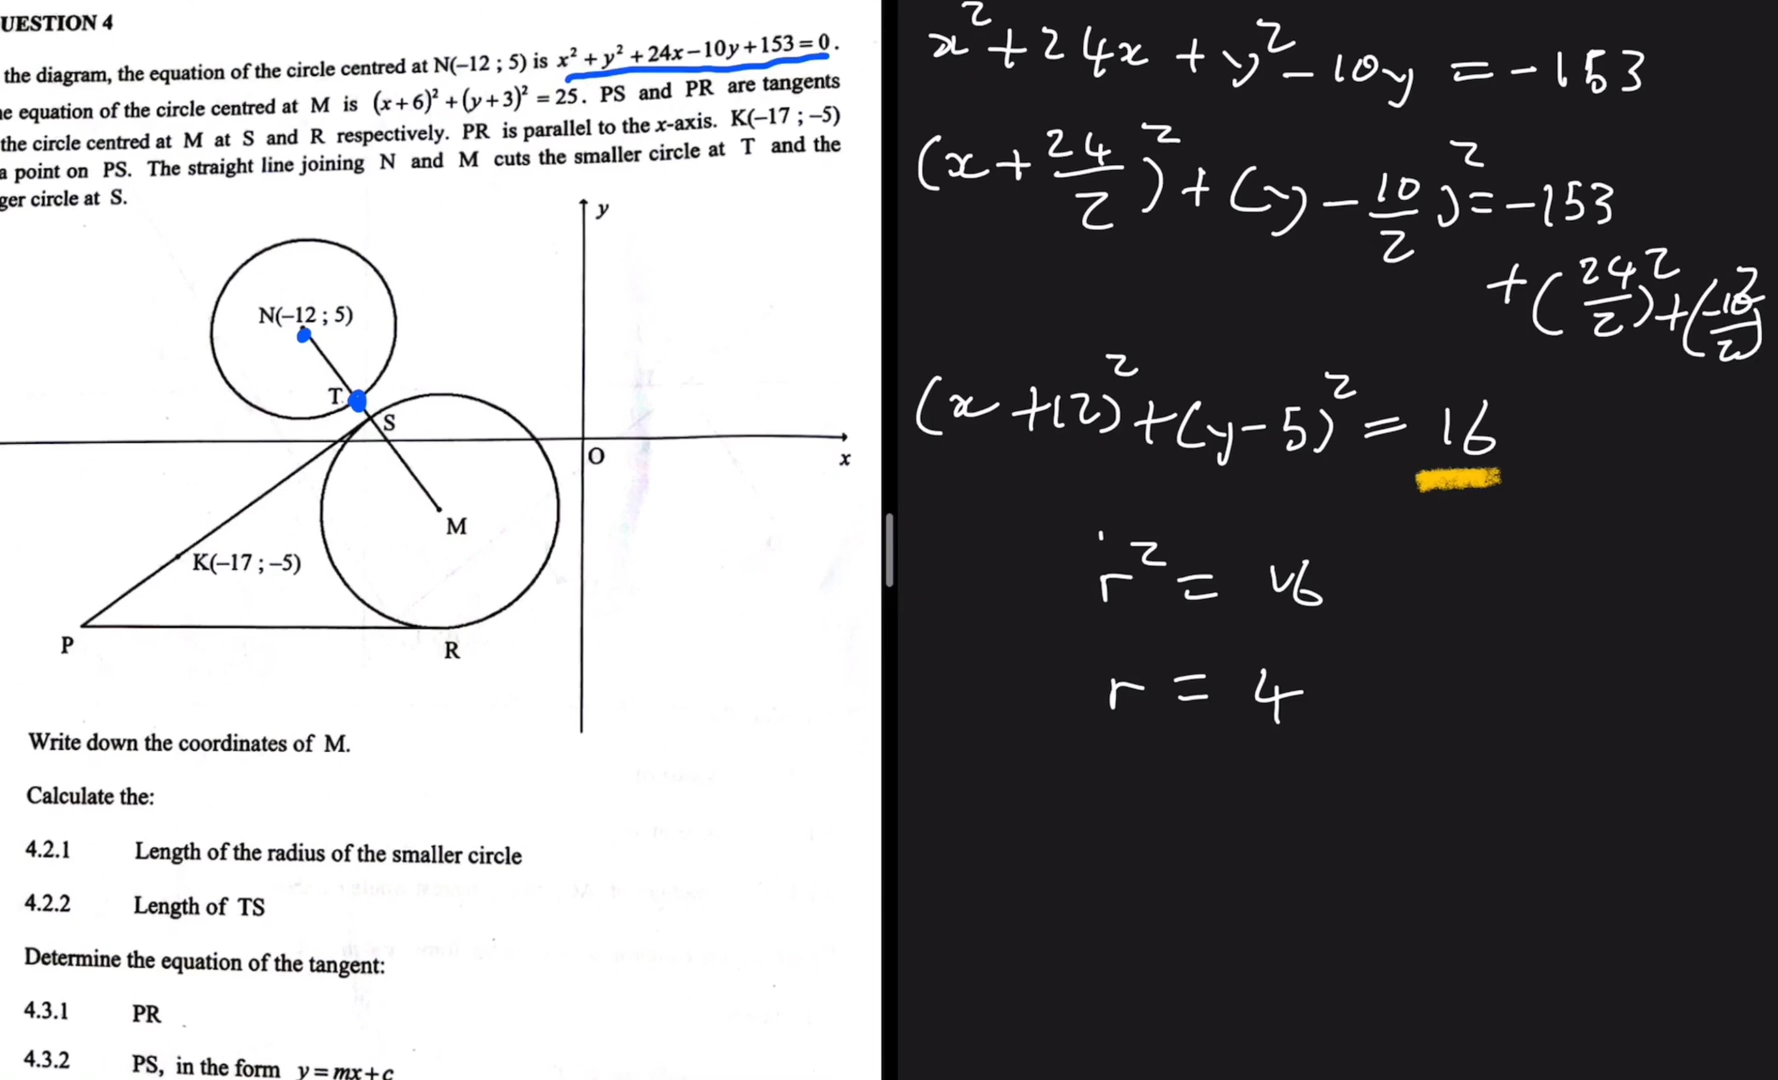 UESTION 4
the diagram, the equation of the circle centred at N(–12 ; 5) is x² + y² + 24x – 10y + 153 = 0.
e equation of the circle centred at M is (x+6)² + (y+3)² = 25. PS and PR are tangents
the circle centred at M at S and R respectively. PR is parallel to the x-axis. K(–17 ; –5)
a point on PS. The straight line joining N and M cuts the smaller circle at T and the
ger circle at S.
y
N(–12 ; 5)
T
S
O
x
M
K(–17 ; –5)
P
R
Write down the coordinates of M.
Calculate the:
4.2.1 Length of the radius of the smaller circle
4.2.2 Length of TS
Determine the equation of the tangent:
4.3.1 PR
4.3.2 PS, in the form y = mx + c
x² + 24x + y² – 10y = –153
(x + 24/2)² + (y – 10/2)² = –153
+ (24/2)² + (–10/2)²
(x + 12)² + (y – 5)² = 16
r² = 16
r = 4